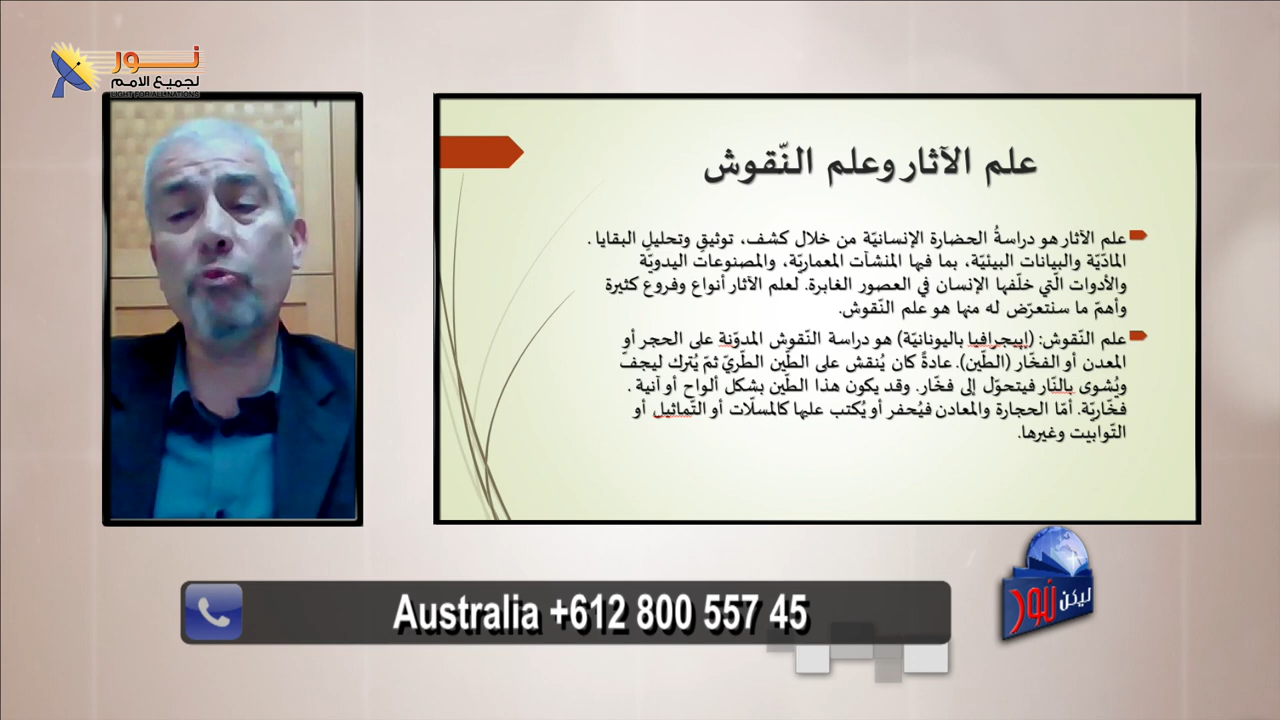 نور
لجميع الامم
LIGHT FOR ALL NATIONS
علم الآثار وعلم النّقوش
علم الآثار هو دراسةُ الحضارة الإنسانيّة من خلال كشف، توثيقِ وتحليلِ البقايا .
المادّيّة والبيانات البيئيّة، بما فيها المنشآت المعماريّة، والمصنوعات اليدويّة
والأدوات الّتي خلّفها الإنسان في العصور الغابرة. لعلم الآثار أنواع وفروع كثيرة
وأهمّ ما سنتعرّض له منها هو علم النّقوش.
علم النّقوش: (إپيجرافيا باليونانيّة) هو دراسة النّقوش المدوّنة على الحجر أو
المعدن أو الفخّار (الطّين). عادةً كان يُنقش على الطّين الطّريّ ثمّ يُترك ليجفّ
ويُشوى بالنّار فيتحوّل إلى فخّار. وقد يكون هذا الطّين بشكل ألواح أو آنية .
فخّاريّة. أمّا الحجارة والمعادن فيُحفر أو يُكتب عليها كالمسلّات أو التّماثيل أو
التّوابيت وغيرها.
ليكن نور
Australia +612 800 557 45